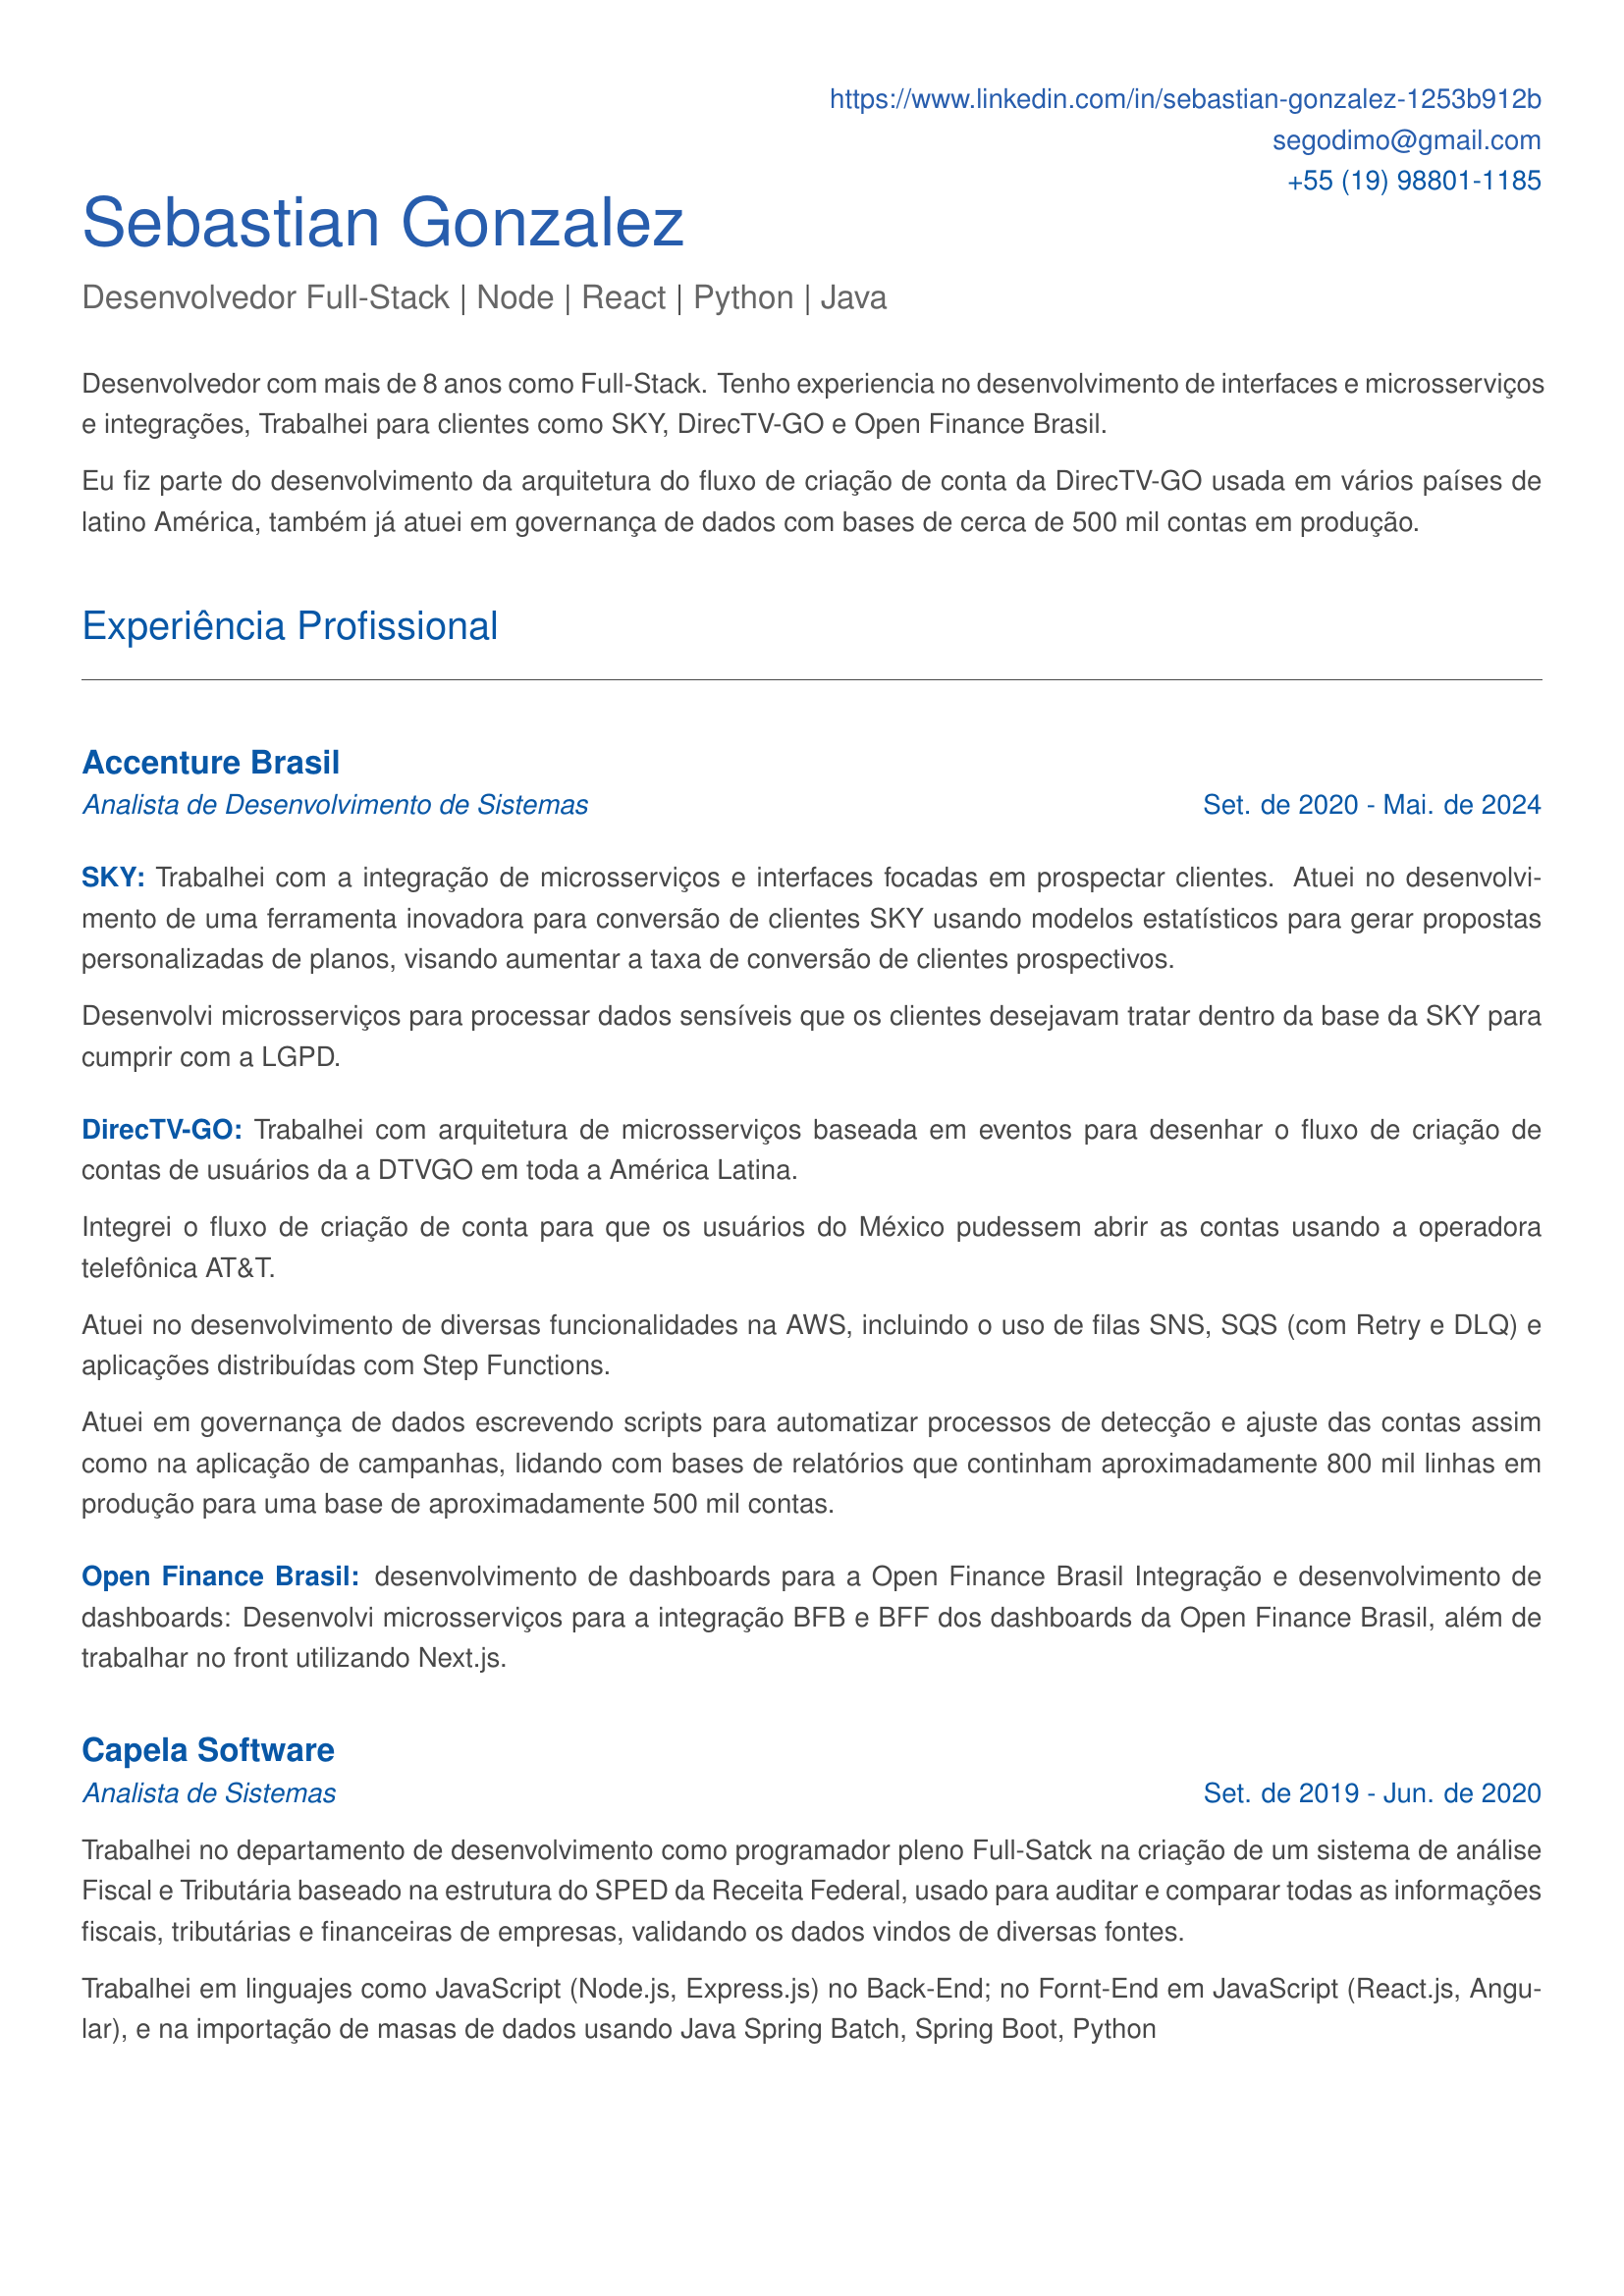 https://www.linkedin.com/in/sebastian-gonzalez-1253b912b
segodimo@gmail.com
+55 (19) 98801-1185
Sebastian Gonzalez
Desenvolvedor Full-Stack | Node | React | Python | Java
Desenvolvedor com mais de 8 anos como Full-Stack. Tenho experiencia no desenvolvimento de interfaces e microsserviços
e integrações, Trabalhei para clientes como SKY, DirecTV-GO e Open Finance Brasil.
Eu fiz parte do desenvolvimento da arquitetura do fluxo de criação de conta da DirecTV-GO usada em vários países de
latino América, também já atuei em governança de dados com bases de cerca de 500 mil contas em produção.
Experiência Profissional
Accenture Brasil
Analista de Desenvolvimento de Sistemas Set. de 2020 - Mai. de 2024
SKY: Trabalhei com a integração de microsserviços e interfaces focadas em prospectar clientes. Atuei no desenvolvi-
mento de uma ferramenta inovadora para conversão de clientes SKY usando modelos estatísticos para gerar propostas
personalizadas de planos, visando aumentar a taxa de conversão de clientes prospectivos.
Desenvolvi microsserviços para processar dados sensíveis que os clientes desejavam tratar dentro da base da SKY para
cumprir com a LGPD.
DirecTV-GO: Trabalhei com arquitetura de microsserviços baseada em eventos para desenhar o fluxo de criação de
contas de usuários da a DTVGO em toda a América Latina.
Integrei o fluxo de criação de conta para que os usuários do México pudessem abrir as contas usando a operadora
telefônica AT&T.
Atuei no desenvolvimento de diversas funcionalidades na AWS, incluindo o uso de filas SNS, SQS (com Retry e DLQ) e
aplicações distribuídas com Step Functions.
Atuei em governança de dados escrevendo scripts para automatizar processos de detecção e ajuste das contas assim
como na aplicação de campanhas, lidando com bases de relatórios que continham aproximadamente 800 mil linhas em
produção para uma base de aproximadamente 500 mil contas.
Open Finance Brasil: desenvolvimento de dashboards para a Open Finance Brasil Integração e desenvolvimento de
dashboards: Desenvolvi microsserviços para a integração BFB e BFF dos dashboards da Open Finance Brasil, além de
trabalhar no front utilizando Next.js.
Capela Software
Analista de Sistemas Set. de 2019 - Jun. de 2020
Trabalhei no departamento de desenvolvimento como programador pleno Full-Satck na criação de um sistema de análise
Fiscal e Tributária baseado na estrutura do SPED da Receita Federal, usado para auditar e comparar todas as informações
fiscais, tributárias e financeiras de empresas, validando os dados vindos de diversas fontes.
Trabalhei em linguajes como JavaScript (Node.js, Express.js) no Back-End; no Fornt-End em JavaScript (React.js, Angu-
lar), e na importação de masas de dados usando Java Spring Batch, Spring Boot, Python